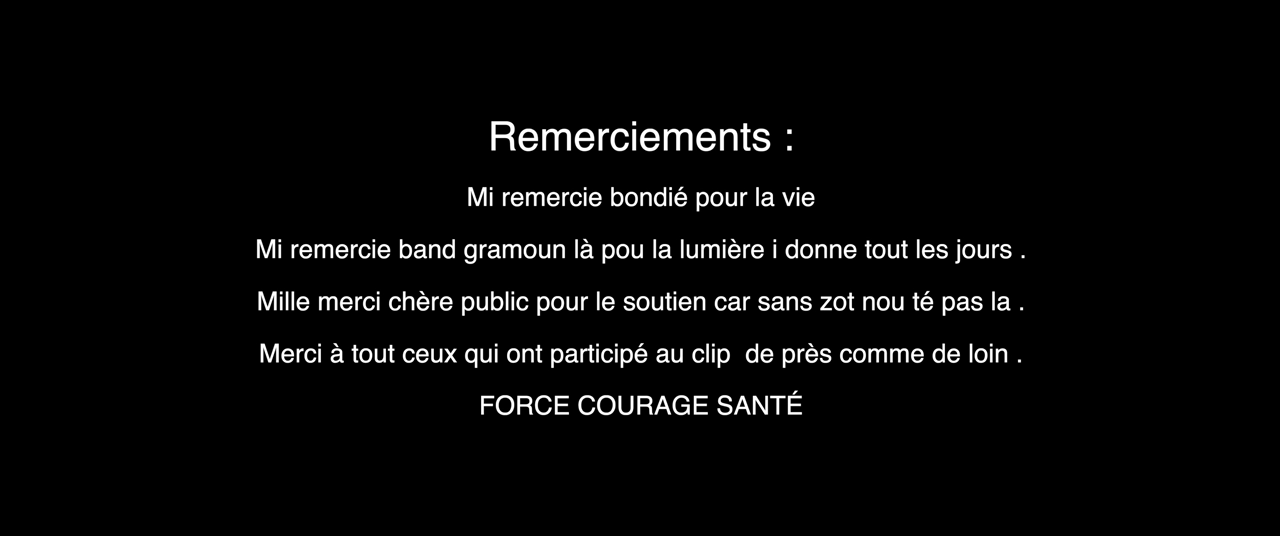 Remerciements :
Mi remercie bondié pour la vie
Mi remercie band gramoun là pou la lumière i donne tout les jours .
Mille merci chère public pour le soutien car sans zot nou té pas la .
Merci à tout ceux qui ont participé au clip  de près comme de loin .
FORCE COURAGE SANTÉ